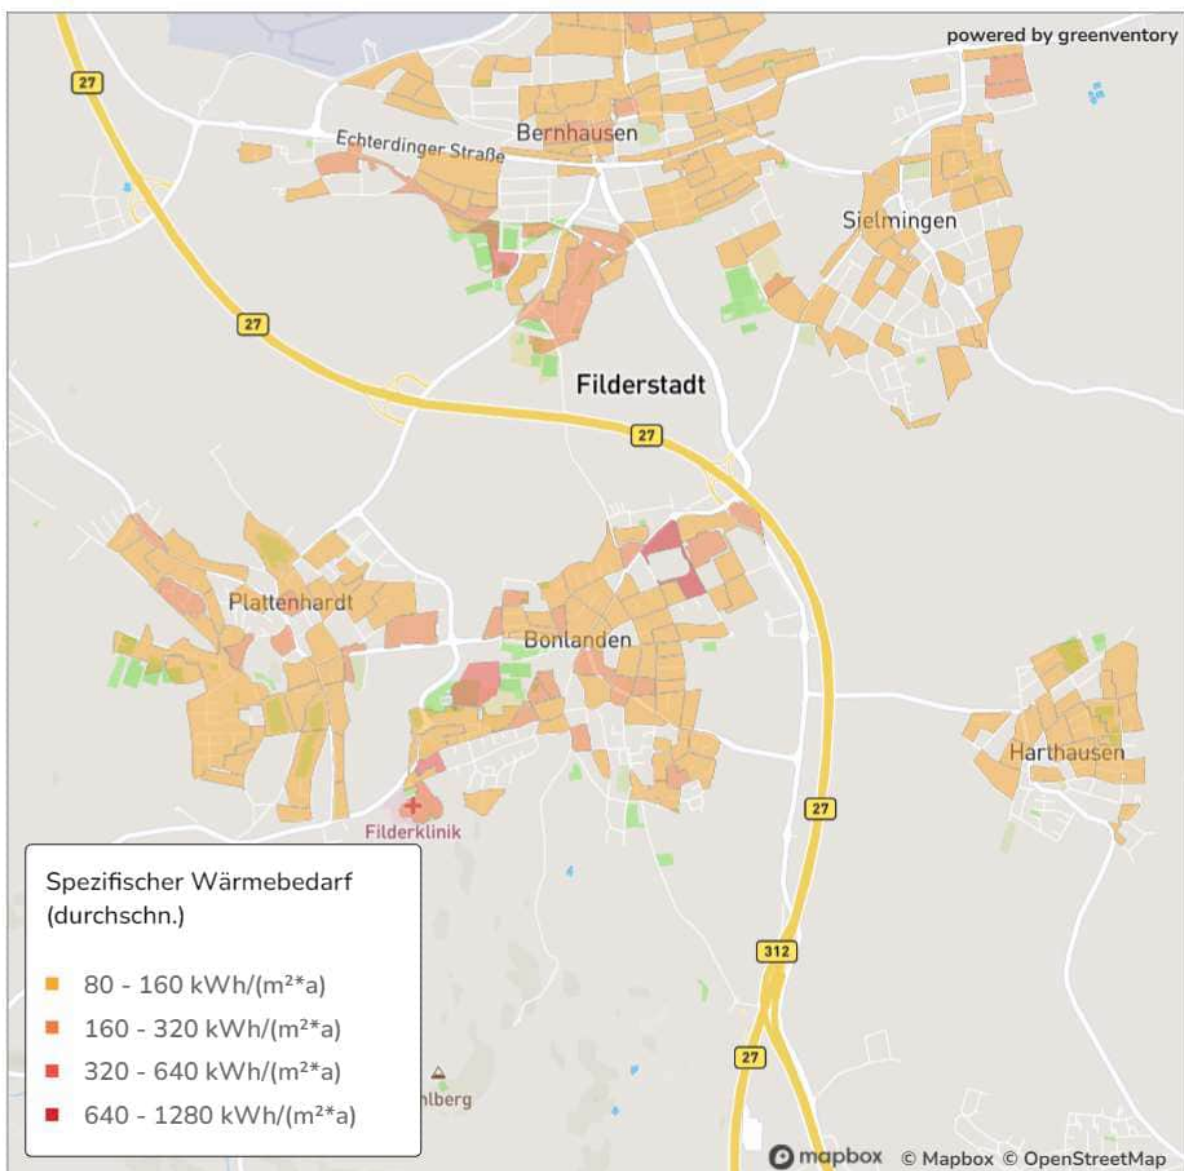 powered by greenventory
27
Bernhausen
Echterdinger Straße
Sielmingen
27
Filderstadt
27
Plattenhardt
Bonlanden
Harthausen
27
Filderklinik
Spezifischer Wärmebedarf
(durchschn.)
80 - 160 kWh/(m²*a)
160 - 320 kWh/(m²*a)
320 - 640 kWh/(m²*a)
640 - 1280 kWh/(m²*a)
312
27
hlberg
mapbox © Mapbox © OpenStreetMap